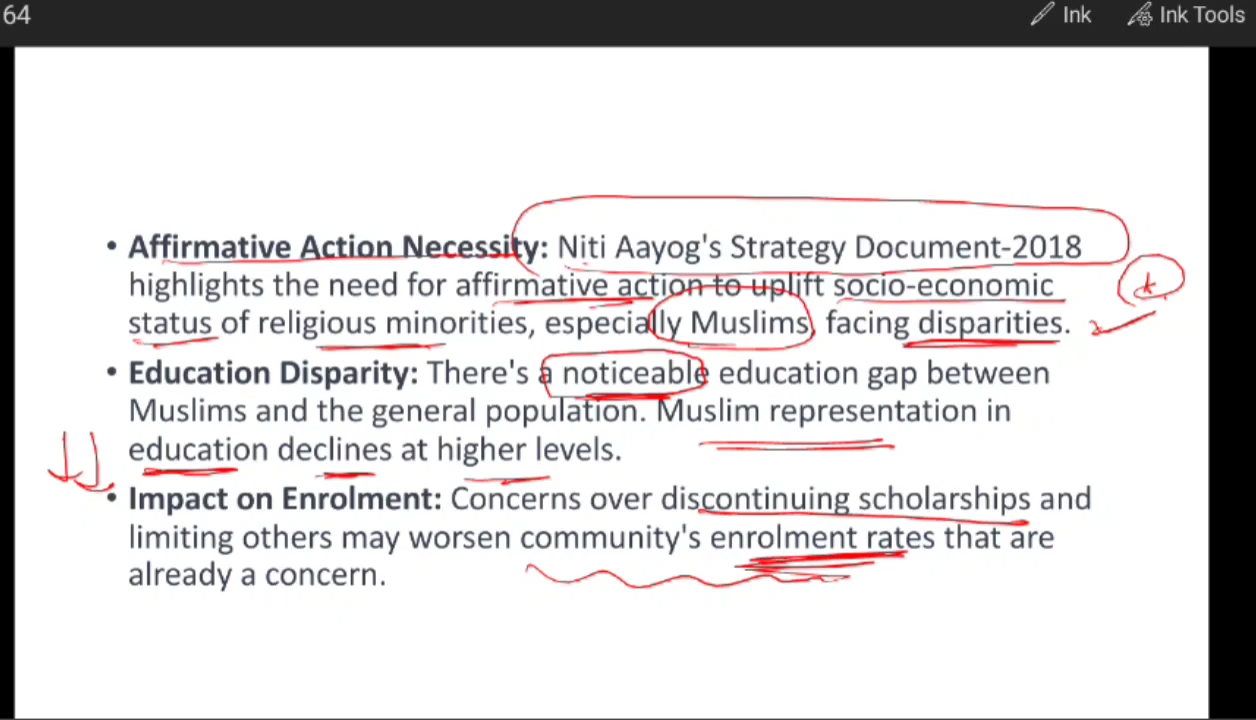 64
Ink Ink Tools
• Affirmative Action Necessity: Niti Aayog's Strategy Document-2018
highlights the need for affirmative action to uplift socio-economic
status of religious minorities, especially Muslims, facing disparities.
• Education Disparity: There's a noticeable education gap between
Muslims and the general population. Muslim representation in
education declines at higher levels.
• Impact on Enrolment: Concerns over discontinuing scholarships and
limiting others may worsen community's enrolment rates that are
already a concern.